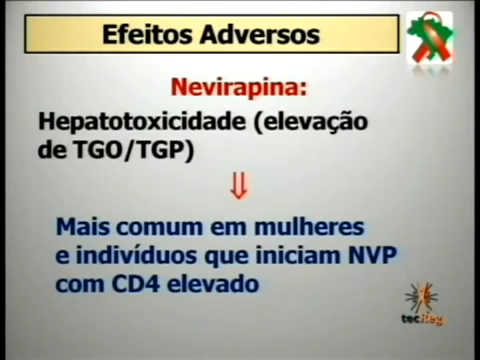 Efeitos Adversos
Nevirapina:
Hepatotoxicidade (elevação
de TGO/TGP)
Mais comum em mulheres
e indivíduos que iniciam NVP
com CD4 elevado